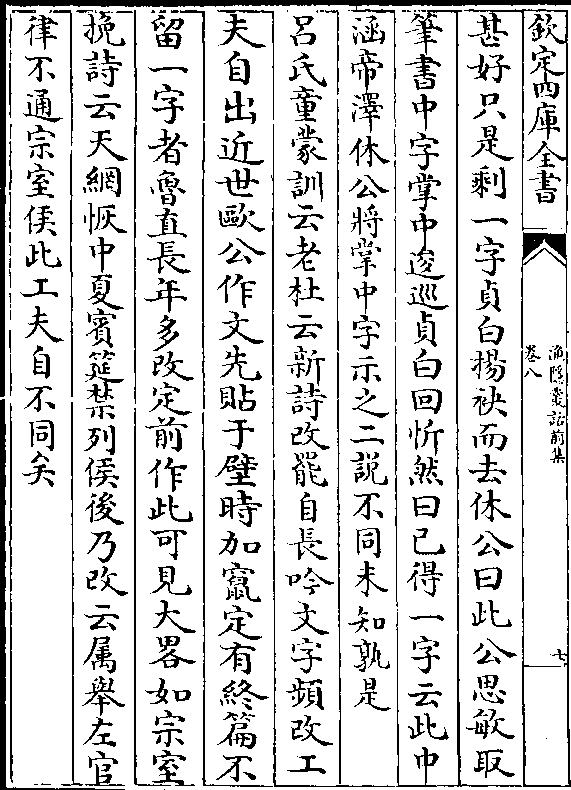 欽定四庫全書
漁隱叢話前集
卷八
七
甚好只是剩一字貞白揚袂而去休公曰此公思敏取
筆書中字掌中逡巡貞白回忻然曰已得一字云此中
涵帝澤休公將掌中字示之二説不同未知孰是
呂氏童蒙訓云老杜云新詩改罷自長吟文字頻改工
夫自出近世歐公作文先貼于壁時加竄定有終篇不
留一字者魯直長年多改定前作此可見大畧如宗室
挽詩云天網恢中夏賓筵禁列侯後乃改云属舉左官
律不通宗室侯此工夫自不同矣